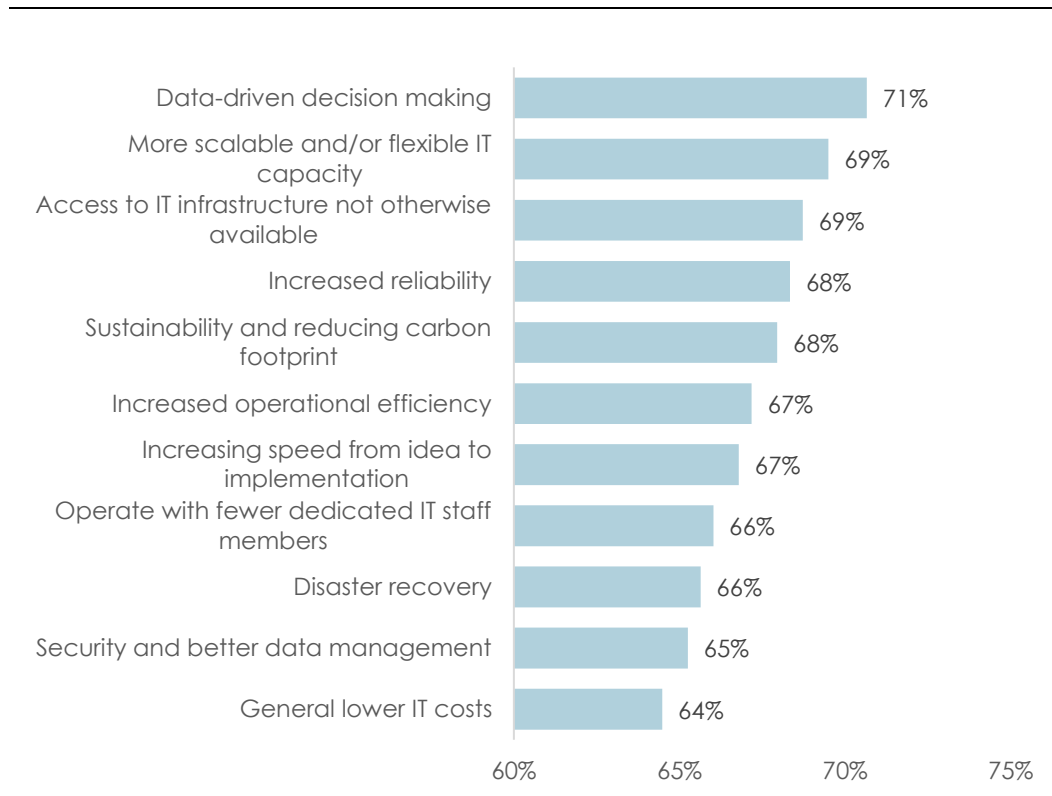 Data-driven decision making
71%
More scalable and/or flexible IT
capacity
69%
Access to IT infrastructure not otherwise
available
69%
Increased reliability
68%
Sustainability and reducing carbon
footprint
68%
Increased operational efficiency
67%
Increasing speed from idea to
implementation
67%
Operate with fewer dedicated IT staff
members
66%
Disaster recovery
66%
Security and better data management
65%
General lower IT costs
64%
60% 65% 70% 75%